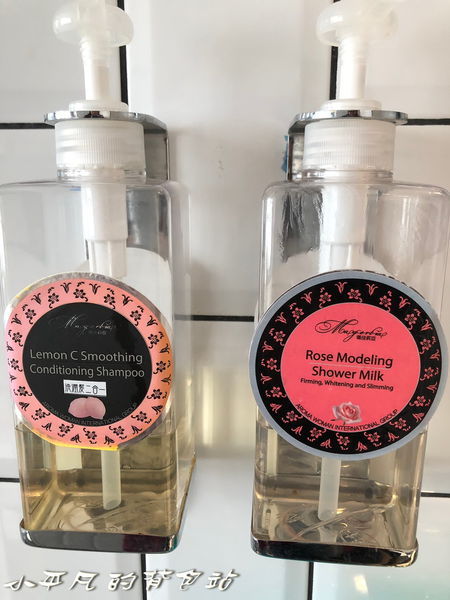 Lemon C Smoothing
Conditioning Shampoo
洗潤髮二合一
Rose Modeling
Shower Milk
Firming, Whitening and Slimming
AROMA WOMAN INTERNATIONAL GROUP
小平凡的背包站